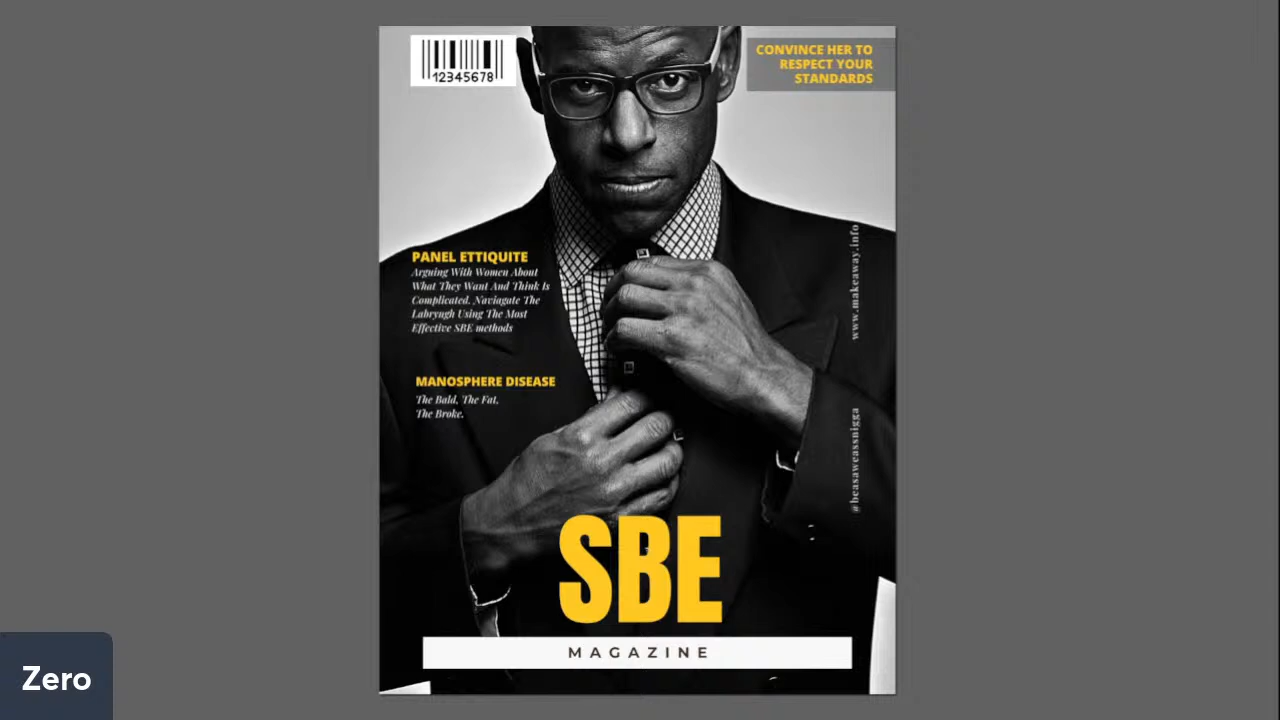 12345678
CONVINCE HER TO
RESPECT YOUR
STANDARDS
PANEL ETTIQUITE
Arguing With Women About
What They Want And Think Is
Complicated. Naviagate The
Labryngh Using The Most
Effective SBE methods
MANOSPHERE DISEASE
The Bald, The Fat,
The Broke.
www.makeaway.info
@beasaweassnigga
SBE
MAGAZINE
Zero